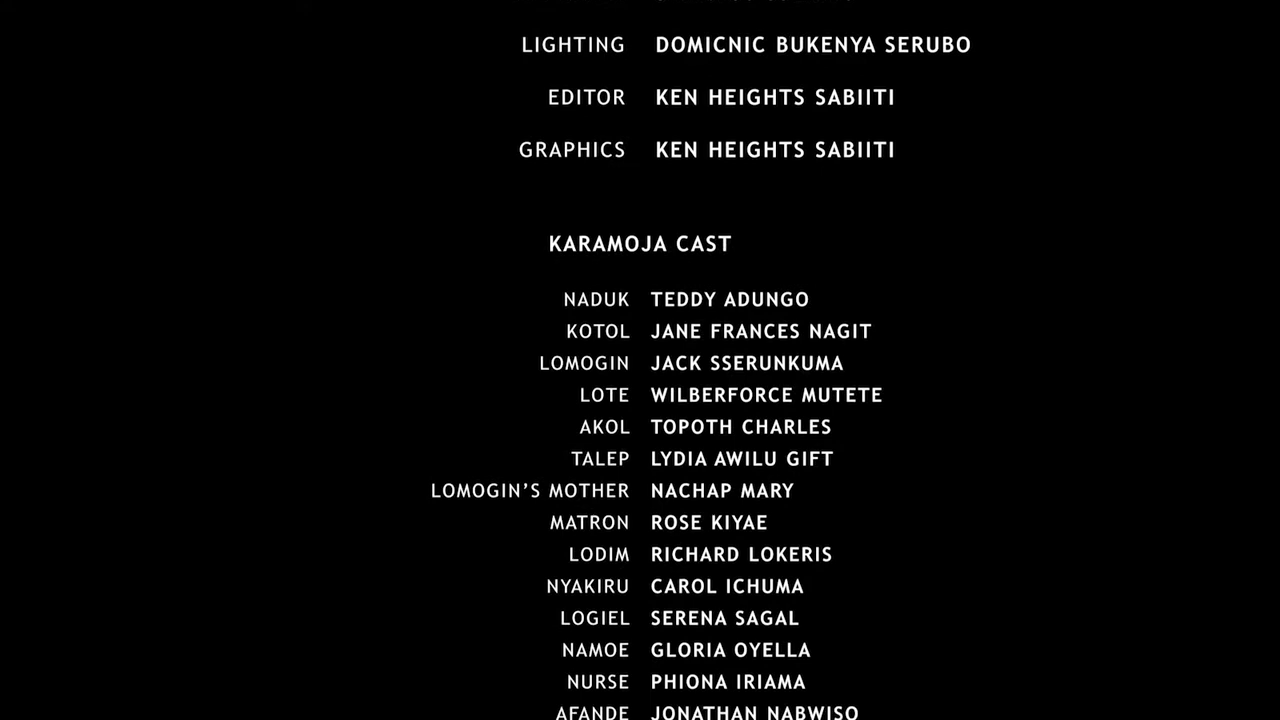 LIGHTING DOMICNIC BUKENYA SERUBO
EDITOR KEN HEIGHTS SABIITI
GRAPHICS KEN HEIGHTS SABIITI
KARAMOJA CAST
NADUK TEDDY ADUNGO
KOTOL JANE FRANCES NAGIT
LOMOGIN JACK SSERUNKUMA
LOTE WILBERFORCE MUTETE
AKOL TOPOTH CHARLES
TALEP LYDIA AWILU GIFT
LOMOGIN’S MOTHER NACHAP MARY
MATRON ROSE KIYAE
LODIM RICHARD LOKERIS
NYAKIRU CAROL ICHUMA
LOGIEL SERENA SAGAL
NAMOE GLORIA OYELLA
NURSE PHIONA IRIAMA
AFANDE JONATHAN NABWISO